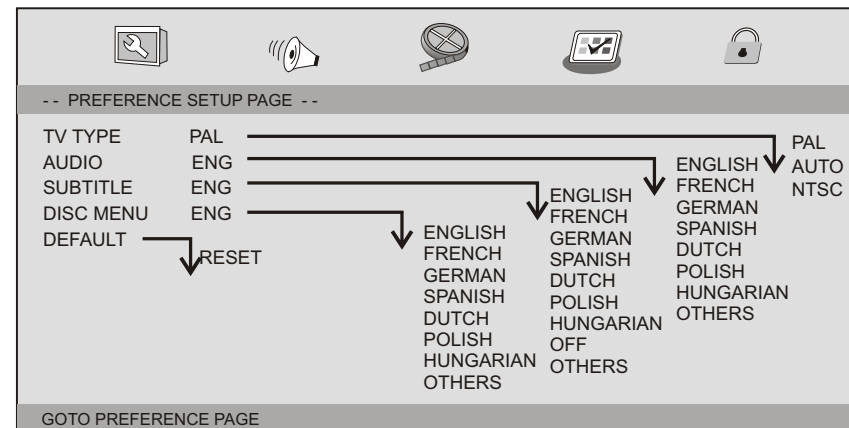 -- PREFERENCE SETUP PAGE --
TV TYPE PAL
AUDIO ENG
SUBTITLE ENG
DISC MENU ENG
DEFAULT
RESET
ENGLISH
FRENCH
GERMAN
SPANISH
DUTCH
POLISH
HUNGARIAN
OTHERS
ENGLISH
FRENCH
GERMAN
SPANISH
DUTCH
POLISH
HUNGARIAN
OFF
OTHERS
ENGLISH
FRENCH
GERMAN
SPANISH
DUTCH
POLISH
HUNGARIAN
OTHERS
PAL
AUTO
NTSC
GOTO PREFERENCE PAGE